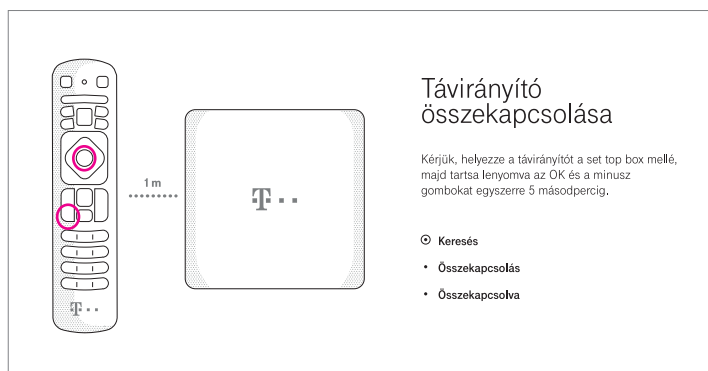 Távirányító
összekapcsolása
Kérjük, helyezze a távirányítót a set top box mellé,
majd tartsa lenyomva az OK és a minusz
gombokat egyszerre 5 másodpercig.
1 m
T
Keresés
Összekapcsolás
Összekapcsolva
T